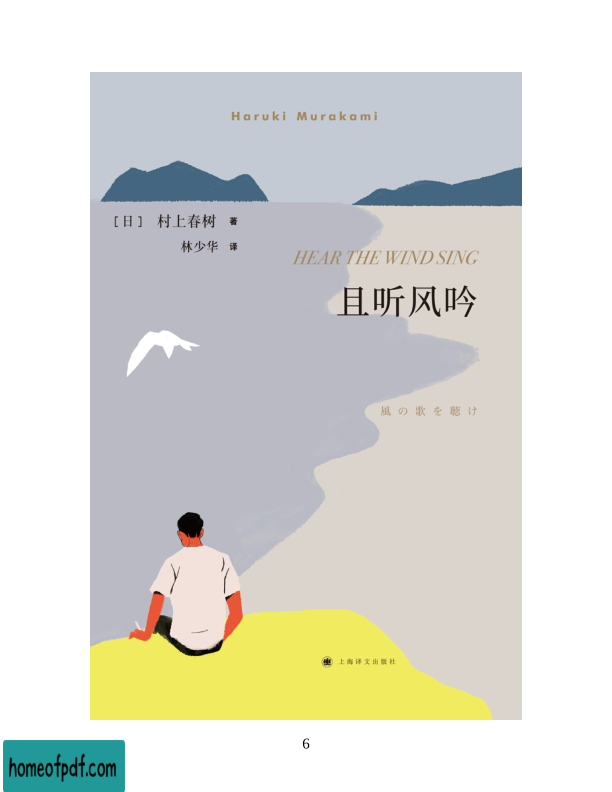 Haruki Murakami
[日] 村上春树 著
林少华 译
HEAR THE WIND SING
且听风吟
風の歌を聴け
上海译文出版社
6
homeofpdf.com